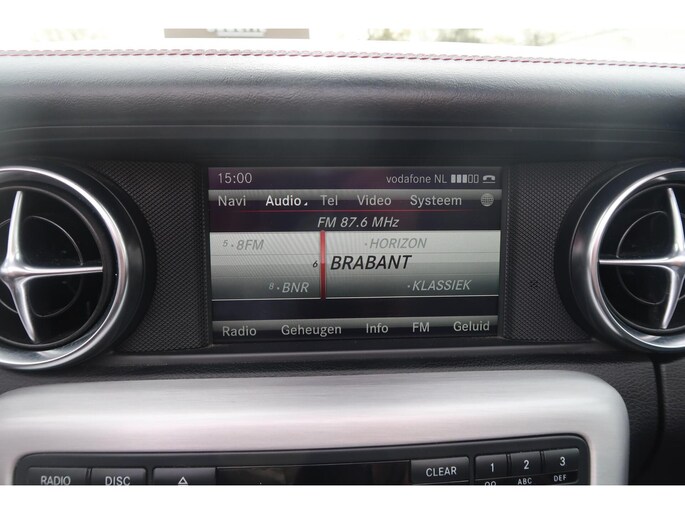 15:00 vodafone NL
Navi Audio Tel Video Systeem
FM 87.6 MHz
5 · 8FM · HORIZON
6 · BRABANT
8 · BNR · KLASSIEK
Radio Geheugen Info FM Geluid
RADIO DISC CLEAR 1 2 3
ABC DEF